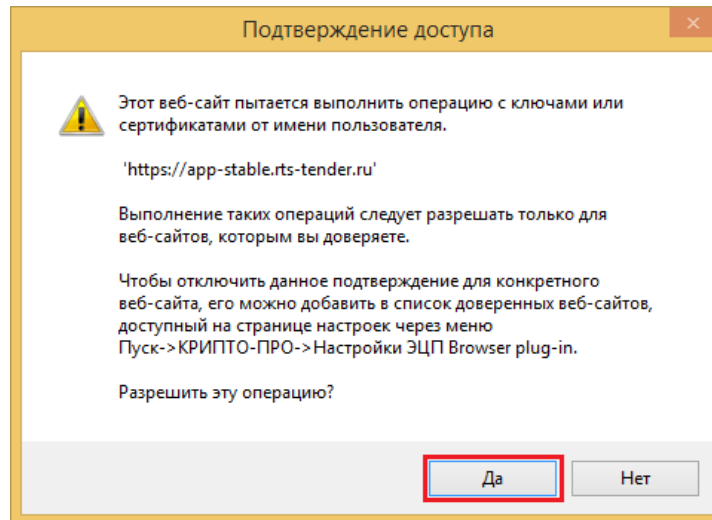 Подтверждение доступа
Этот веб-сайт пытается выполнить операцию с ключами или
сертификатами от имени пользователя.
'https://app-stable.rts-tender.ru'
Выполнение таких операций следует разрешать только для
веб-сайтов, которым вы доверяете.
Чтобы отключить данное подтверждение для конкретного
веб-сайта, его можно добавить в список доверенных веб-сайтов,
доступный на странице настроек через меню
Пуск->КРИПТО-ПРО->Настройки ЭЦП Browser plug-in.
Разрешить эту операцию?
Да
Нет